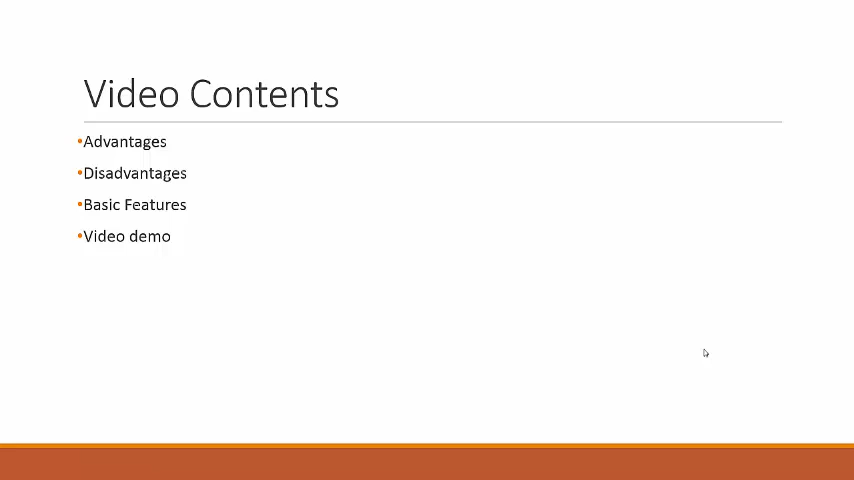 Video Contents
•Advantages
•Disadvantages
•Basic Features
•Video demo